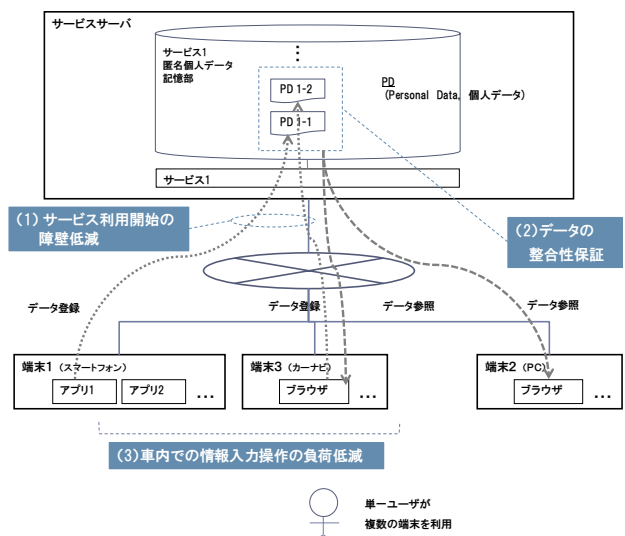 サービスサーバ
サービス1
匿名個人データ
記憶部
PD 1-2
PD 1-1
PD
(Personal Data, 個人データ)
サービス1
(1)サービス利用開始の
障壁低減
(2)データの
整合性保証
データ登録
データ登録
データ参照
データ参照
端末1 (スマートフォン)
アプリ1
アプリ2
...
端末3 (カーナビ)
ブラウザ
...
端末2 (PC)
ブラウザ
...
(3)車内での情報入力操作の負荷低減
単一ユーザが
複数の端末を利用